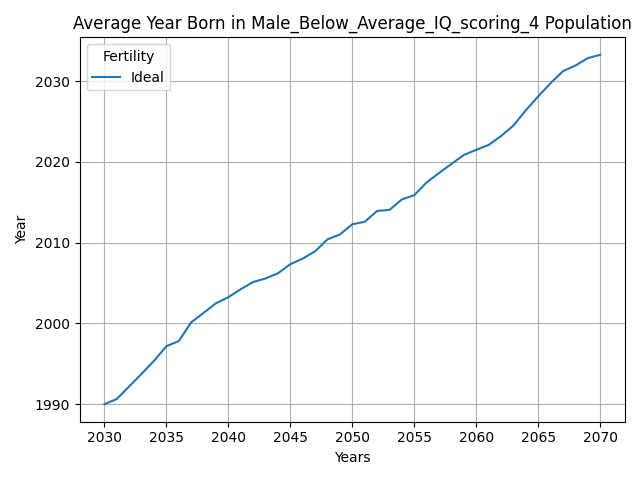 Average Year Born in Male_Below_Average_IQ_scoring_4 Population
Fertility
Ideal
Year
2030
2020
2010
2000
1990
2030 2035 2040 2045 2050 2055 2060 2065 2070
Years